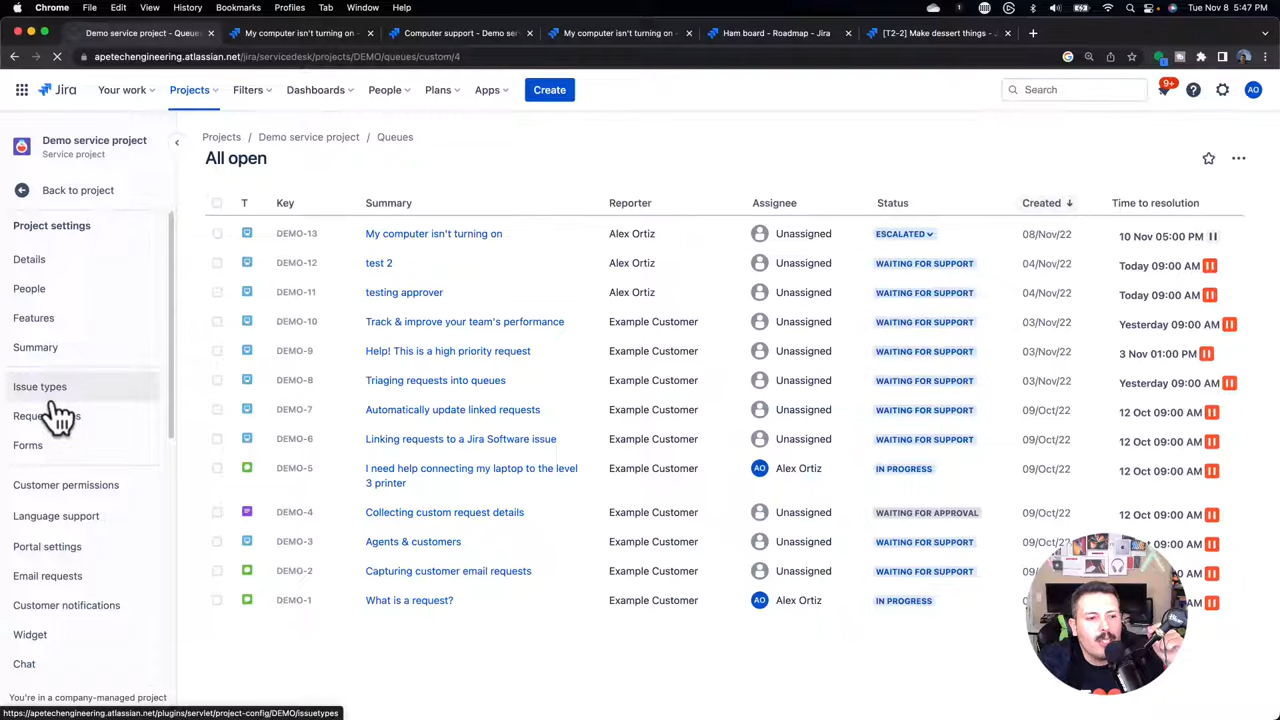 Chrome File Edit View History Bookmarks Profiles Tab Window Help Tue Nov 8 5:47 PM
Demo service project - Queues My computer isn't turning on - Computer support - Demo ser My computer isn't turning on - Ham board - Roadmap - Jira [T2-2] Make dessert things - J
apetechengineering.atlassian.net/jira/servicedesk/projects/DEMO/queues/custom/4
Jira Your work Projects Filters Dashboards People Plans Apps Create Search 9+ AO
Demo service project
Service project
Back to project
Project settings
Details
People
Features
Summary
Issue types
Forms
Customer permissions
Language support
Portal settings
Email requests
Customer notifications
Widget
Chat
You're in a company-managed project
https://apetechengineering.atlassian.net/plugins/servlet/project-config/DEMO/issuetypes
Projects / Demo service project / Queues
All open
T Key Summary Reporter Assignee Status Created Time to resolution
DEMO-13 My computer isn't turning on Alex Ortiz Unassigned ESCALATED 08/Nov/22 10 Nov 05:00 PM
DEMO-12 test 2 Alex Ortiz Unassigned WAITING FOR SUPPORT 04/Nov/22 Today 09:00 AM
DEMO-11 testing approver Alex Ortiz Unassigned WAITING FOR SUPPORT 04/Nov/22 Today 09:00 AM
DEMO-10 Track & improve your team's performance Example Customer Unassigned WAITING FOR SUPPORT 03/Nov/22 Yesterday 09:00 AM
DEMO-9 Help! This is a high priority request Example Customer Unassigned WAITING FOR SUPPORT 03/Nov/22 3 Nov 01:00 PM
DEMO-8 Triaging requests into queues Example Customer Unassigned WAITING FOR SUPPORT 03/Nov/22 Yesterday 09:00 AM
DEMO-7 Automatically update linked requests Example Customer Unassigned WAITING FOR SUPPORT 09/Oct/22 12 Oct 09:00 AM
DEMO-6 Linking requests to a Jira Software issue Example Customer Unassigned WAITING FOR SUPPORT 09/Oct/22 12 Oct 09:00 AM
DEMO-5 I need help connecting my laptop to the level Example Customer AO Alex Ortiz IN PROGRESS 09/Oct/22 12 Oct 09:00 AM
3 printer
DEMO-4 Collecting custom request details Example Customer Unassigned WAITING FOR APPROVAL 09/Oct/22 12 Oct 09:00 AM
DEMO-3 Agents & customers Example Customer Unassigned WAITING FOR SUPPORT 09:00 AM
DEMO-2 Capturing customer email requests Example Customer Unassigned WAITING FOR SUPPORT AM
DEMO-1 What is a request? Example Customer AO Alex Ortiz IN PROGRESS AM